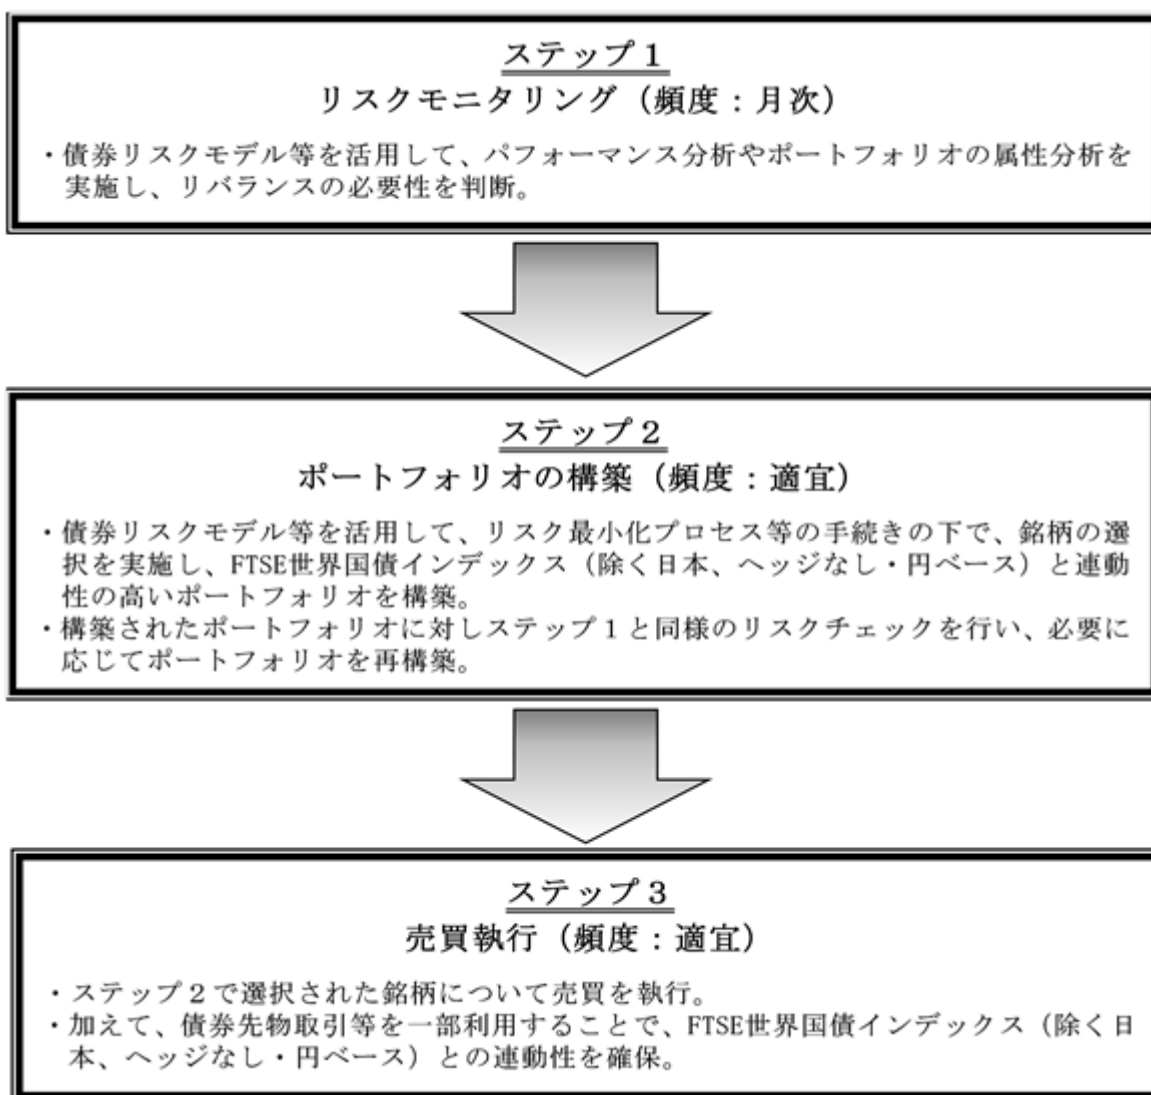 ステップ１
リスクモニタリング（頻度：月次）
・債券リスクモデル等を活用して、パフォーマンス分析やポートフォリオの属性分析を
実施し、リバランスの必要性を判断。
ステップ２
ポートフォリオの構築（頻度：適宜）
・債券リスクモデル等を活用して、リスク最小化プロセス等の手続きの下で、銘柄の選
択を実施し、FTSE世界国債インデックス（除く日本、ヘッジなし・円ベース）と連動
性の高いポートフォリオを構築。
・構築されたポートフォリオに対しステップ１と同様のリスクチェックを行い、必要に
応じてポートフォリオを再構築。
ステップ３
売買執行（頻度：適宜）
・ステップ２で選択された銘柄について売買を執行。
・加えて、債券先物取引等を一部利用することで、FTSE世界国債インデックス（除く日
本、ヘッジなし・円ベース）との連動性を確保。